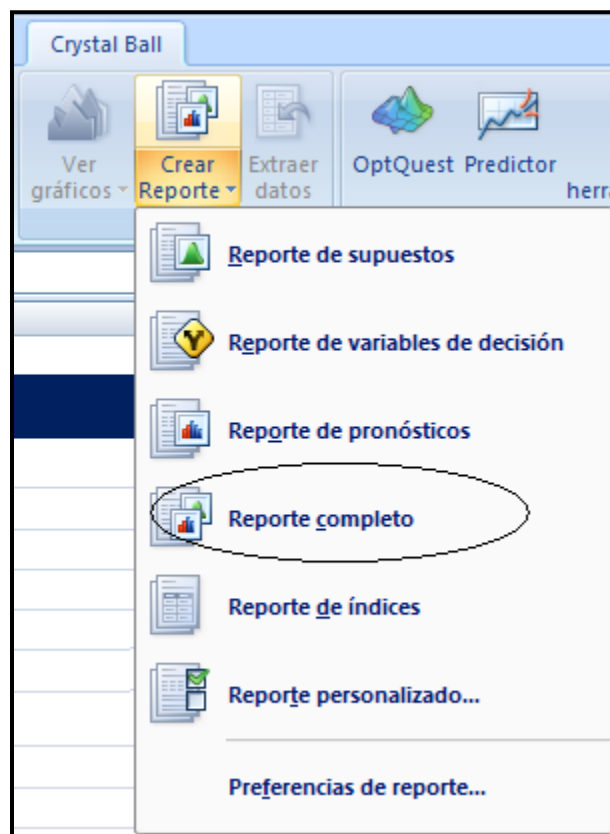 Crystal Ball
Ver gráficos
Crear Reporte
Extraer datos
OptQuest
Predictor
herra
Reporte de supuestos
Reporte de variables de decisión
Reporte de pronósticos
Reporte completo
Reporte de índices
Reporte personalizado...
Preferencias de reporte...